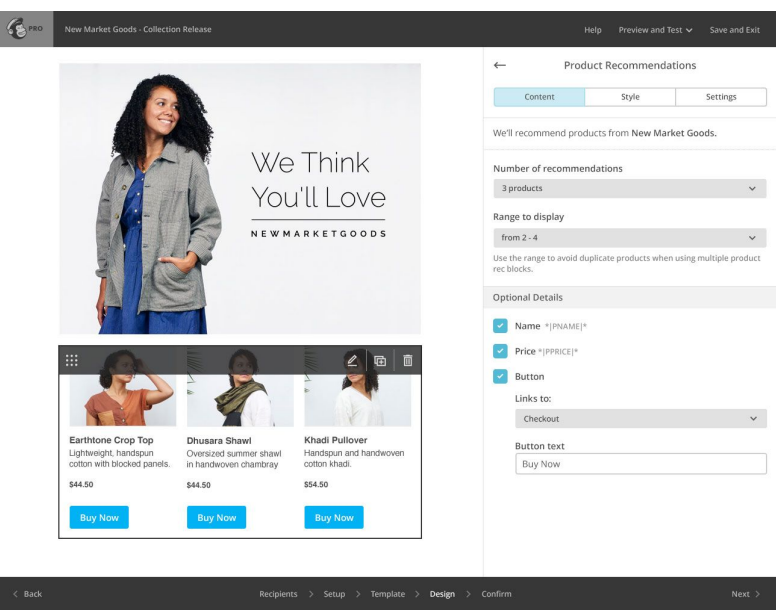 PRO
New Market Goods - Collection Release
Help
Preview and Test
Save and Exit
We Think
You'll Love
NEWMARKETGOODS
Earthtone Crop Top
Lightweight, handspun
cotton with blocked panels.
$44.50
Buy Now
Dhusara Shawl
Oversized summer shawl
in handwoven chambray
$44.50
Buy Now
Khadi Pullover
Handspun and handwoven
cotton khadi.
$54.50
Buy Now
Product Recommendations
Content
Style
Settings
We'll recommend products from New Market Goods.
Number of recommendations
3 products
Range to display
from 2 - 4
Use the range to avoid duplicate products when using multiple product
rec blocks.
Optional Details
Name *|PNAME|*
Price *|PPRICE|*
Button
Links to:
Checkout
Button text
Buy Now
< Back
Recipients > Setup > Template > Design > Confirm
Next >